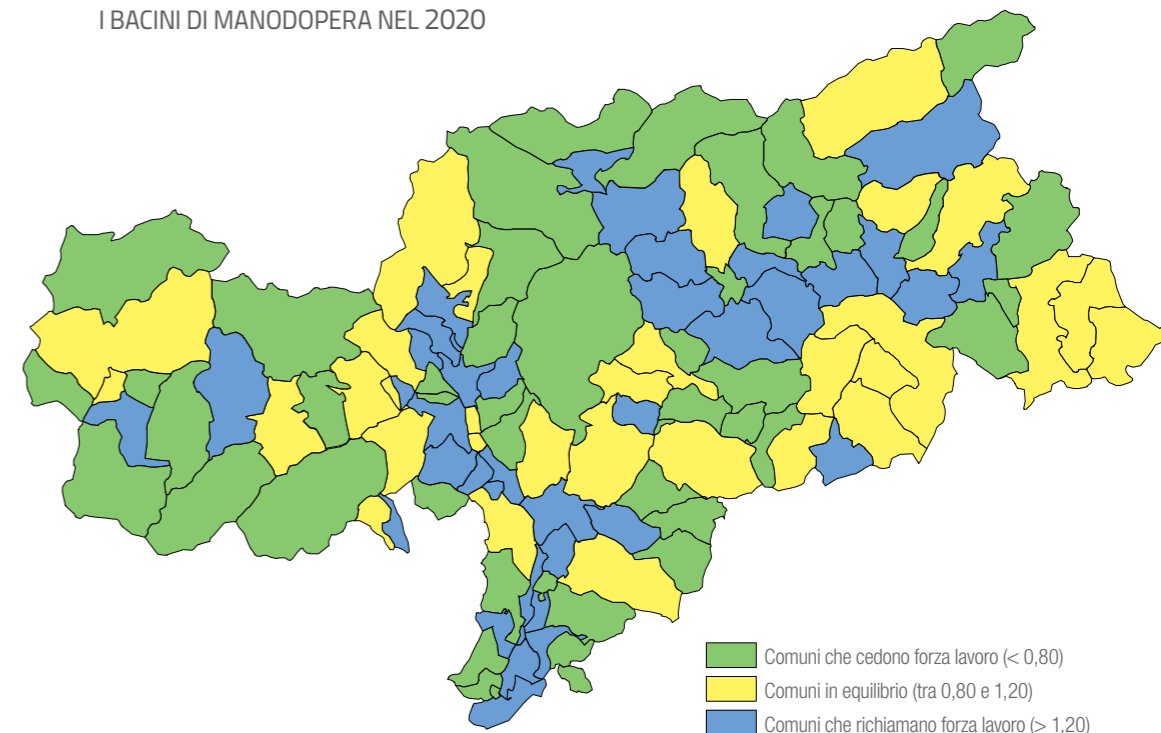 I BACINI DI MANODOPERA NEL 2020
Comuni che cedono forza lavoro (< 0,80)
Comuni in equilibrio (tra 0,80 e 1,20)
Comuni che richiamano forza lavoro (> 1,20)